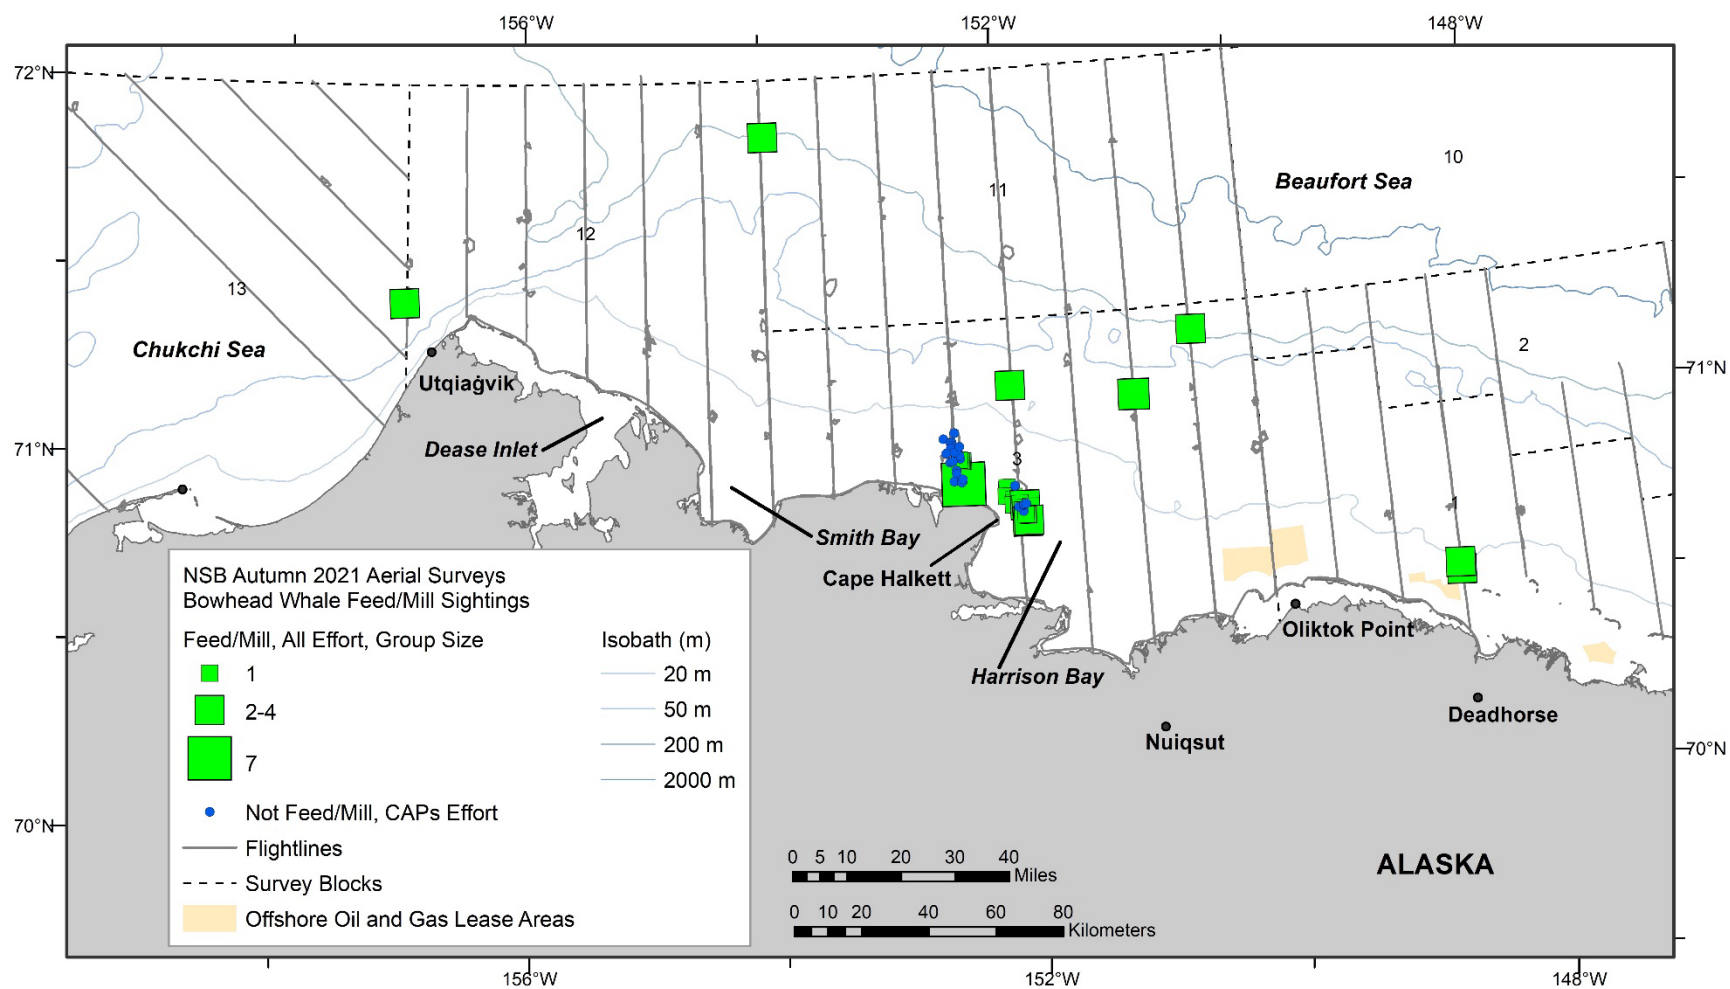 156°W 152°W 148°W
72°N
10
Beaufort Sea
11
12
13
2
Chukchi Sea
71°N
Utqiaġvik
Dease Inlet
71°N
3
1
Smith Bay
Cape Halkett
Oliktok Point
Harrison Bay
Deadhorse
Nuiqsut
70°N
70°N
NSB Autumn 2021 Aerial Surveys
Bowhead Whale Feed/Mill Sightings
Feed/Mill, All Effort, Group Size
1
2-4
7
Not Feed/Mill, CAPs Effort
Flightlines
Survey Blocks
Offshore Oil and Gas Lease Areas
Isobath (m)
20 m
50 m
200 m
2000 m
0 5 10 20 30 40
Miles
0 10 20 40 60 80
Kilometers
ALASKA
156°W 152°W 148°W